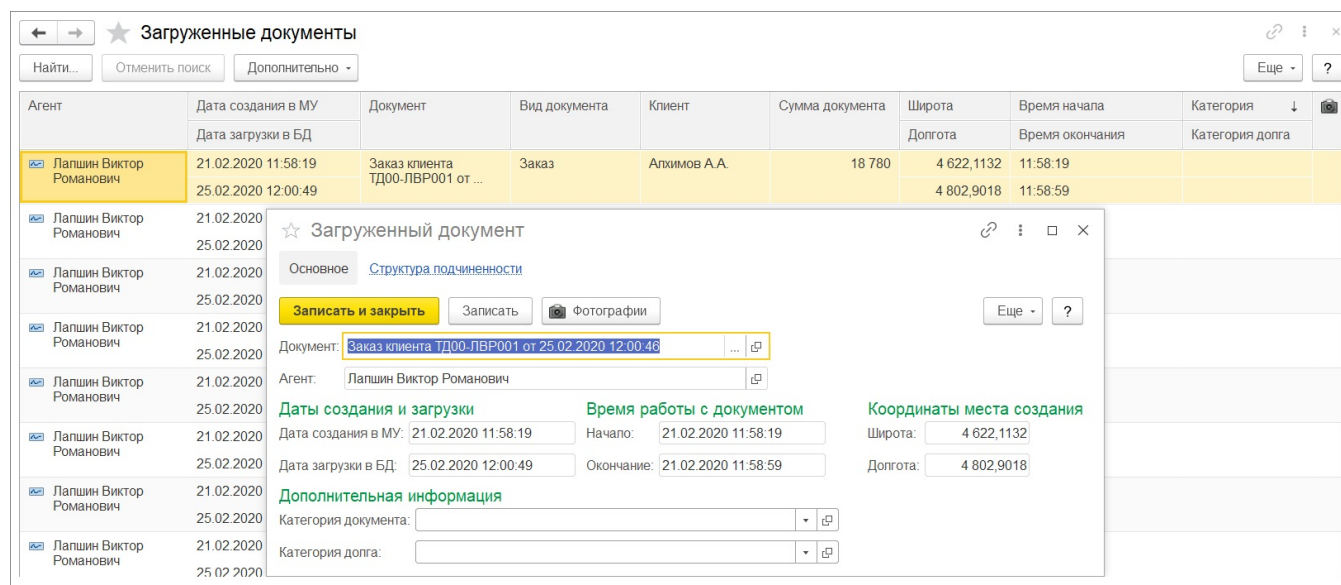 Загруженные документы
Найти... Отменить поиск Дополнительно Еще ?
Агент Дата создания в МУ Документ Вид документа Клиент Сумма документа Широта Время начала Категория ↓
Дата загрузки в БД Долгота Время окончания Категория долга
Лапшин Виктор 21.02.2020 11:58:19 Заказ клиента Заказ Алхимов А.А. 18 780 4 622,1132 11:58:19
Романович 25.02.2020 12:00:49 ТД00-ЛВР001 от ... 4 802,9018 11:58:59
Лапшин Виктор 21.02.2020
Романович 25.02.2020
Лапшин Виктор 21.02.2020
Романович 25.02.2020
Лапшин Виктор 21.02.2020
Романович 25.02.2020
Лапшин Виктор 21.02.2020
Романович 25.02.2020
Лапшин Виктор 21.02.2020
Романович 25.02.2020
Лапшин Виктор 21.02.2020
Романович 25.02.2020
Лапшин Виктор 21.02.2020
Романович 25.02.2020
Загруженный документ
Основное Структура подчиненности
Записать и закрыть Записать Фотографии Еще ?
Документ: Заказ клиента ТД00-ЛВР001 от 25.02.2020 12:00:46 ...
Агент: Лапшин Виктор Романович
Даты создания и загрузки Время работы с документом Координаты места создания
Дата создания в МУ: 21.02.2020 11:58:19 Начало: 21.02.2020 11:58:19 Широта: 4 622,1132
Дата загрузки в БД: 25.02.2020 12:00:49 Окончание: 21.02.2020 11:58:59 Долгота: 4 802,9018
Дополнительная информация
Категория документа:
Категория долга: